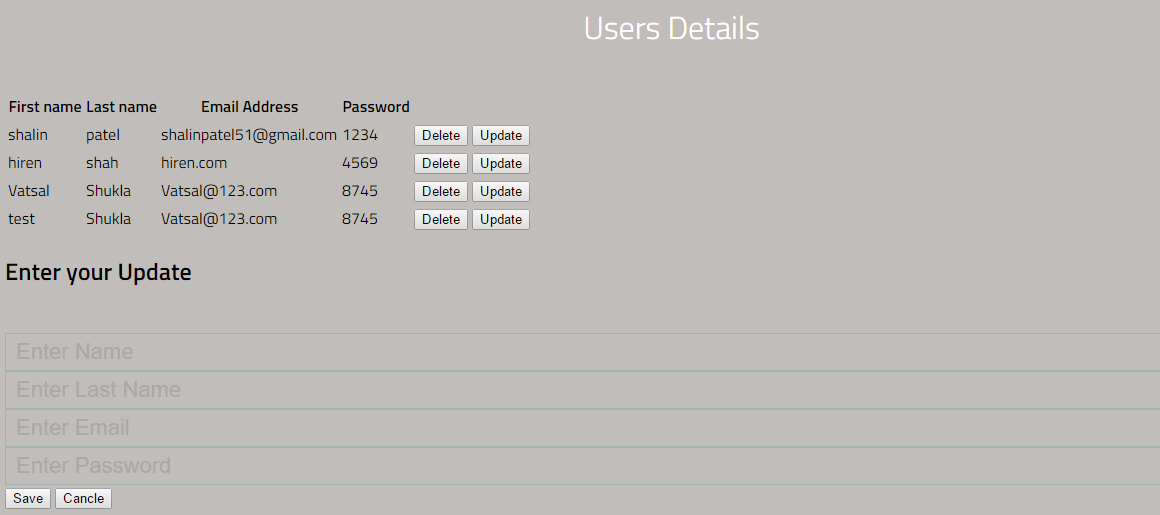 Users Details
First name Last name Email Address Password
shalin patel shalinpatel51@gmail.com 1234 Delete Update
hiren shah hiren.com 4569 Delete Update
Vatsal Shukla Vatsal@123.com 8745 Delete Update
test Shukla Vatsal@123.com 8745 Delete Update
Enter your Update
Enter Name
Enter Last Name
Enter Email
Enter Password
Save Cancle